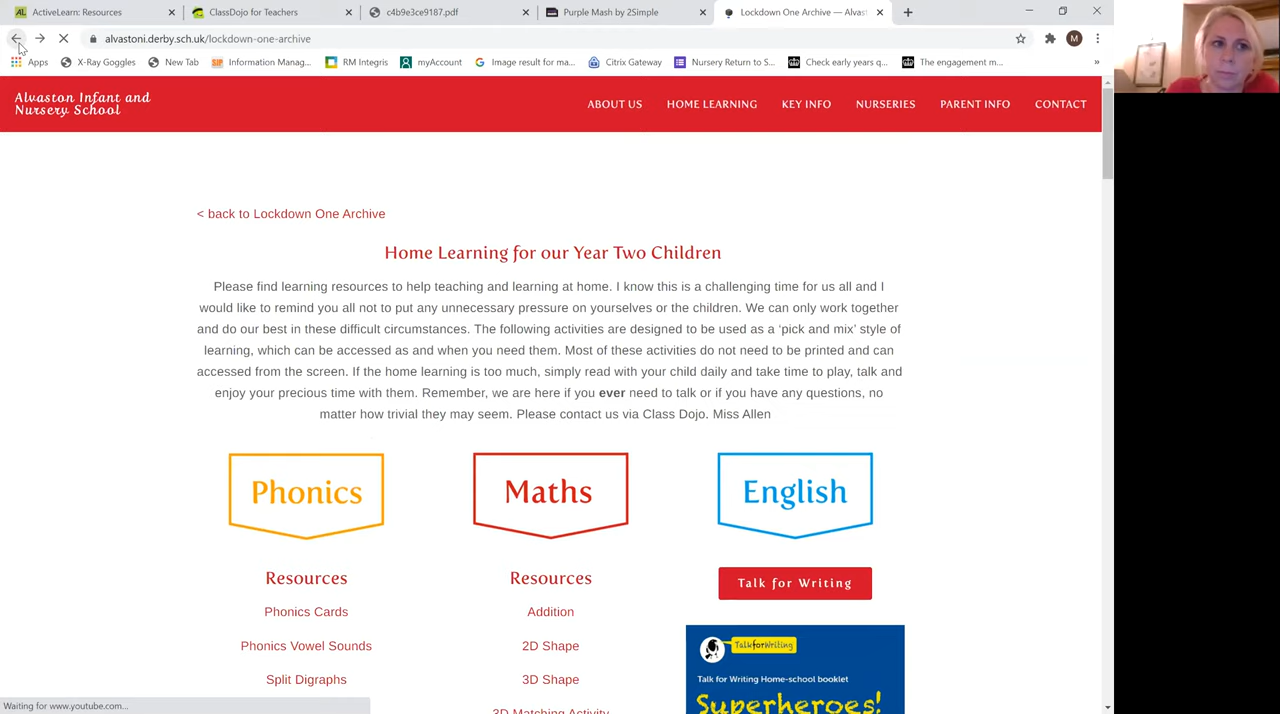 ActiveLearn: Resources
ClassDojo for Teachers
c4b9e3ce9187.pdf
Purple Mash by 2Simple
Lockdown One Archive — Alvast
alvastoni.derby.sch.uk/lockdown-one-archive
M
Apps
X-Ray Goggles
New Tab
Information Manag...
RM Integris
myAccount
Image result for ma...
Citrix Gateway
Nursery Return to S...
Check early years q...
The engagement m...
Alvaston Infant and
Nursery School
ABOUT US
HOME LEARNING
KEY INFO
NURSERIES
PARENT INFO
CONTACT
< back to Lockdown One Archive
Home Learning for our Year Two Children
Please find learning resources to help teaching and learning at home. I know this is a challenging time for us all and I
would like to remind you all not to put any unnecessary pressure on yourselves or the children. We can only work together
and do our best in these difficult circumstances. The following activities are designed to be used as a ‘pick and mix’ style of
learning, which can be accessed as and when you need them. Most of these activities do not need to be printed and can
accessed from the screen. If the home learning is too much, simply read with your child daily and take time to play, talk and
enjoy your precious time with them. Remember, we are here if you ever need to talk or if you have any questions, no
matter how trivial they may seem. Please contact us via Class Dojo. Miss Allen
Phonics
Maths
English
Resources
Phonics Cards
Phonics Vowel Sounds
Split Digraphs
Resources
Addition
2D Shape
3D Shape
3D Matching Activity
Talk for Writing
TalkforWriting
Talk for Writing Home-school booklet
Superheroes!
Waiting for www.youtube.com...